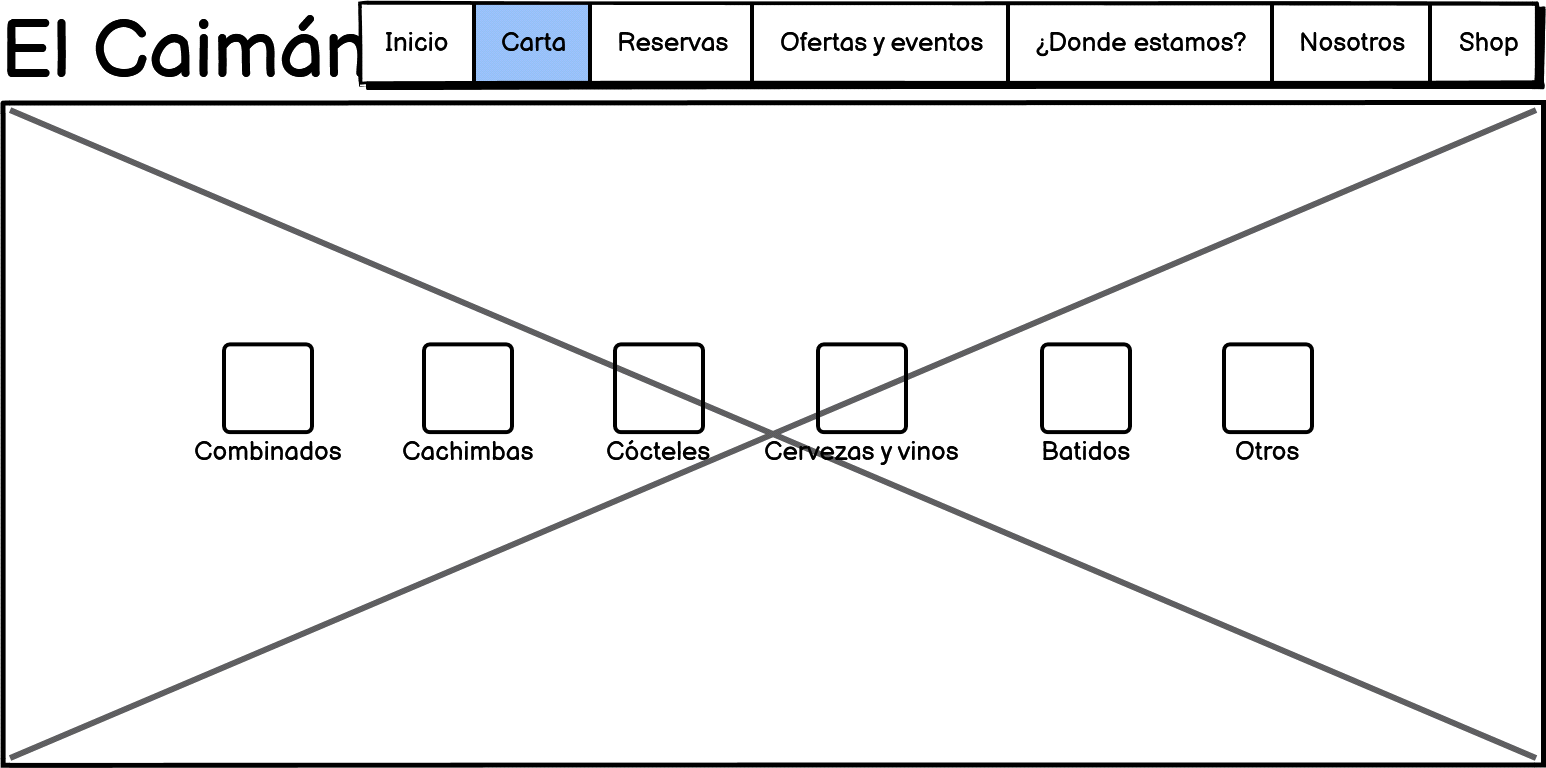 El Caimán
Inicio
Carta
Reservas
Ofertas y eventos
¿Donde estamos?
Nosotros
Shop
Combinados
Cachimbas
Cócteles
Cervezas y vinos
Batidos
Otros